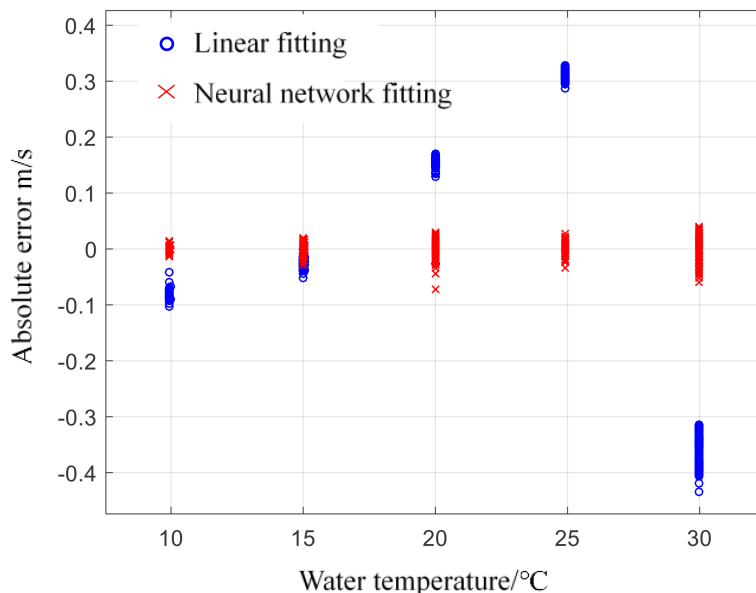 Linear fitting
Neural network fitting
Absolute error m/s
0.4
0.3
0.2
0.1
0
-0.1
-0.2
-0.3
-0.4
10 15 20 25 30
Water temperature/°C